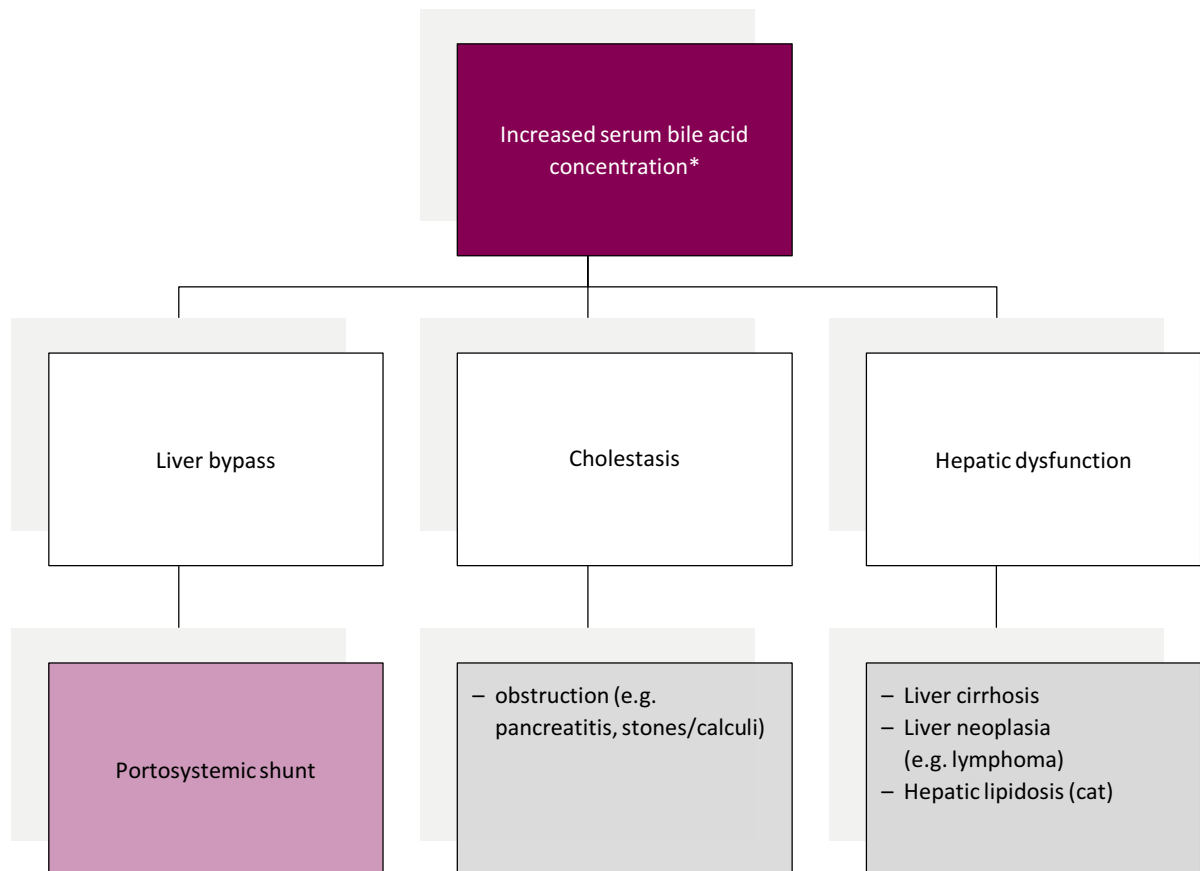 Increased serum bile acid
concentration*
Liver bypass
Cholestasis
Hepatic dysfunction
Portosystemic shunt
– obstruction (e.g.
pancreatitis, stones/calculi)
– Liver cirrhosis
– Liver neoplasia
(e.g. lymphoma)
– Hepatic lipidosis (cat)